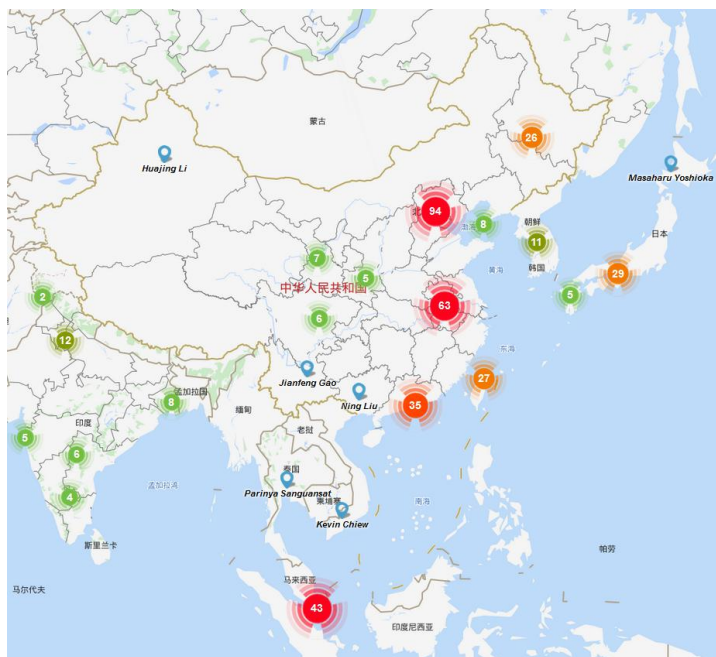 蒙古
26
Huajing Li
Masaharu Yoshioka
94
8
朝鲜
日本
11
7
黄海
韩国
29
5
中华人民共和国
2
5
63
6
12
东海
Jianfeng Gao
27
Ning Liu
孟加拉国
8
35
缅甸
印度
老挝
5
6
泰国
孟加拉湾
Parinya Sanguansat
柬埔寨
南海
4
Kevin Chiew
斯里兰卡
帕劳
马来西亚
马尔代夫
43
印度尼西亚